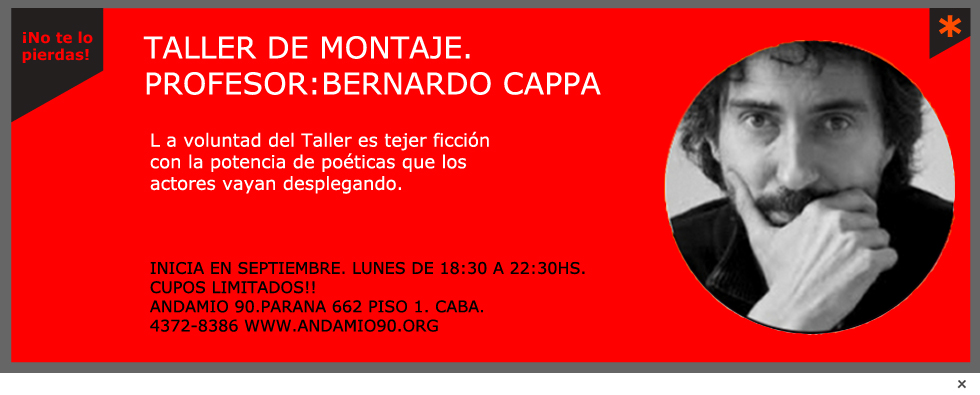 ¡No te lo
pierdas!
TALLER DE MONTAJE.
PROFESOR:BERNARDO CAPPA
L a voluntad del Taller es tejer ficción
con la potencia de poéticas que los
actores vayan desplegando.
INICIA EN SEPTIEMBRE. LUNES DE 18:30 A 22:30HS.
CUPOS LIMITADOS!!
ANDAMIO 90.PARANA 662 PISO 1. CABA.
4372-8386 WWW.ANDAMIO90.ORG